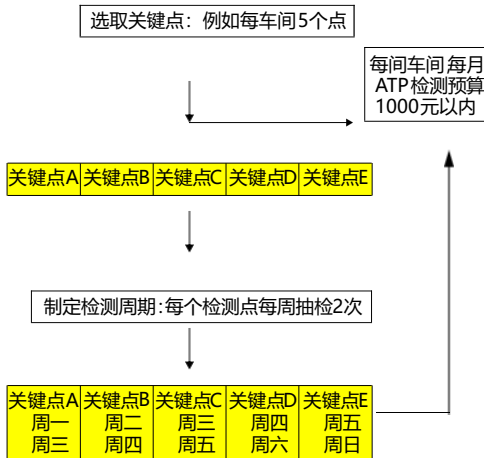 选取关键点：例如每车间5个点
每间车间,每月
ATP检测预算
1000元以内
关键点A 关键点B 关键点C 关键点D 关键点E
制定检测周期:每个检测点每周抽检2次
关键点A 关键点B 关键点C 关键点D 关键点E
周一 周二 周三 周四 周五
周三 周四 周五 周六 周日